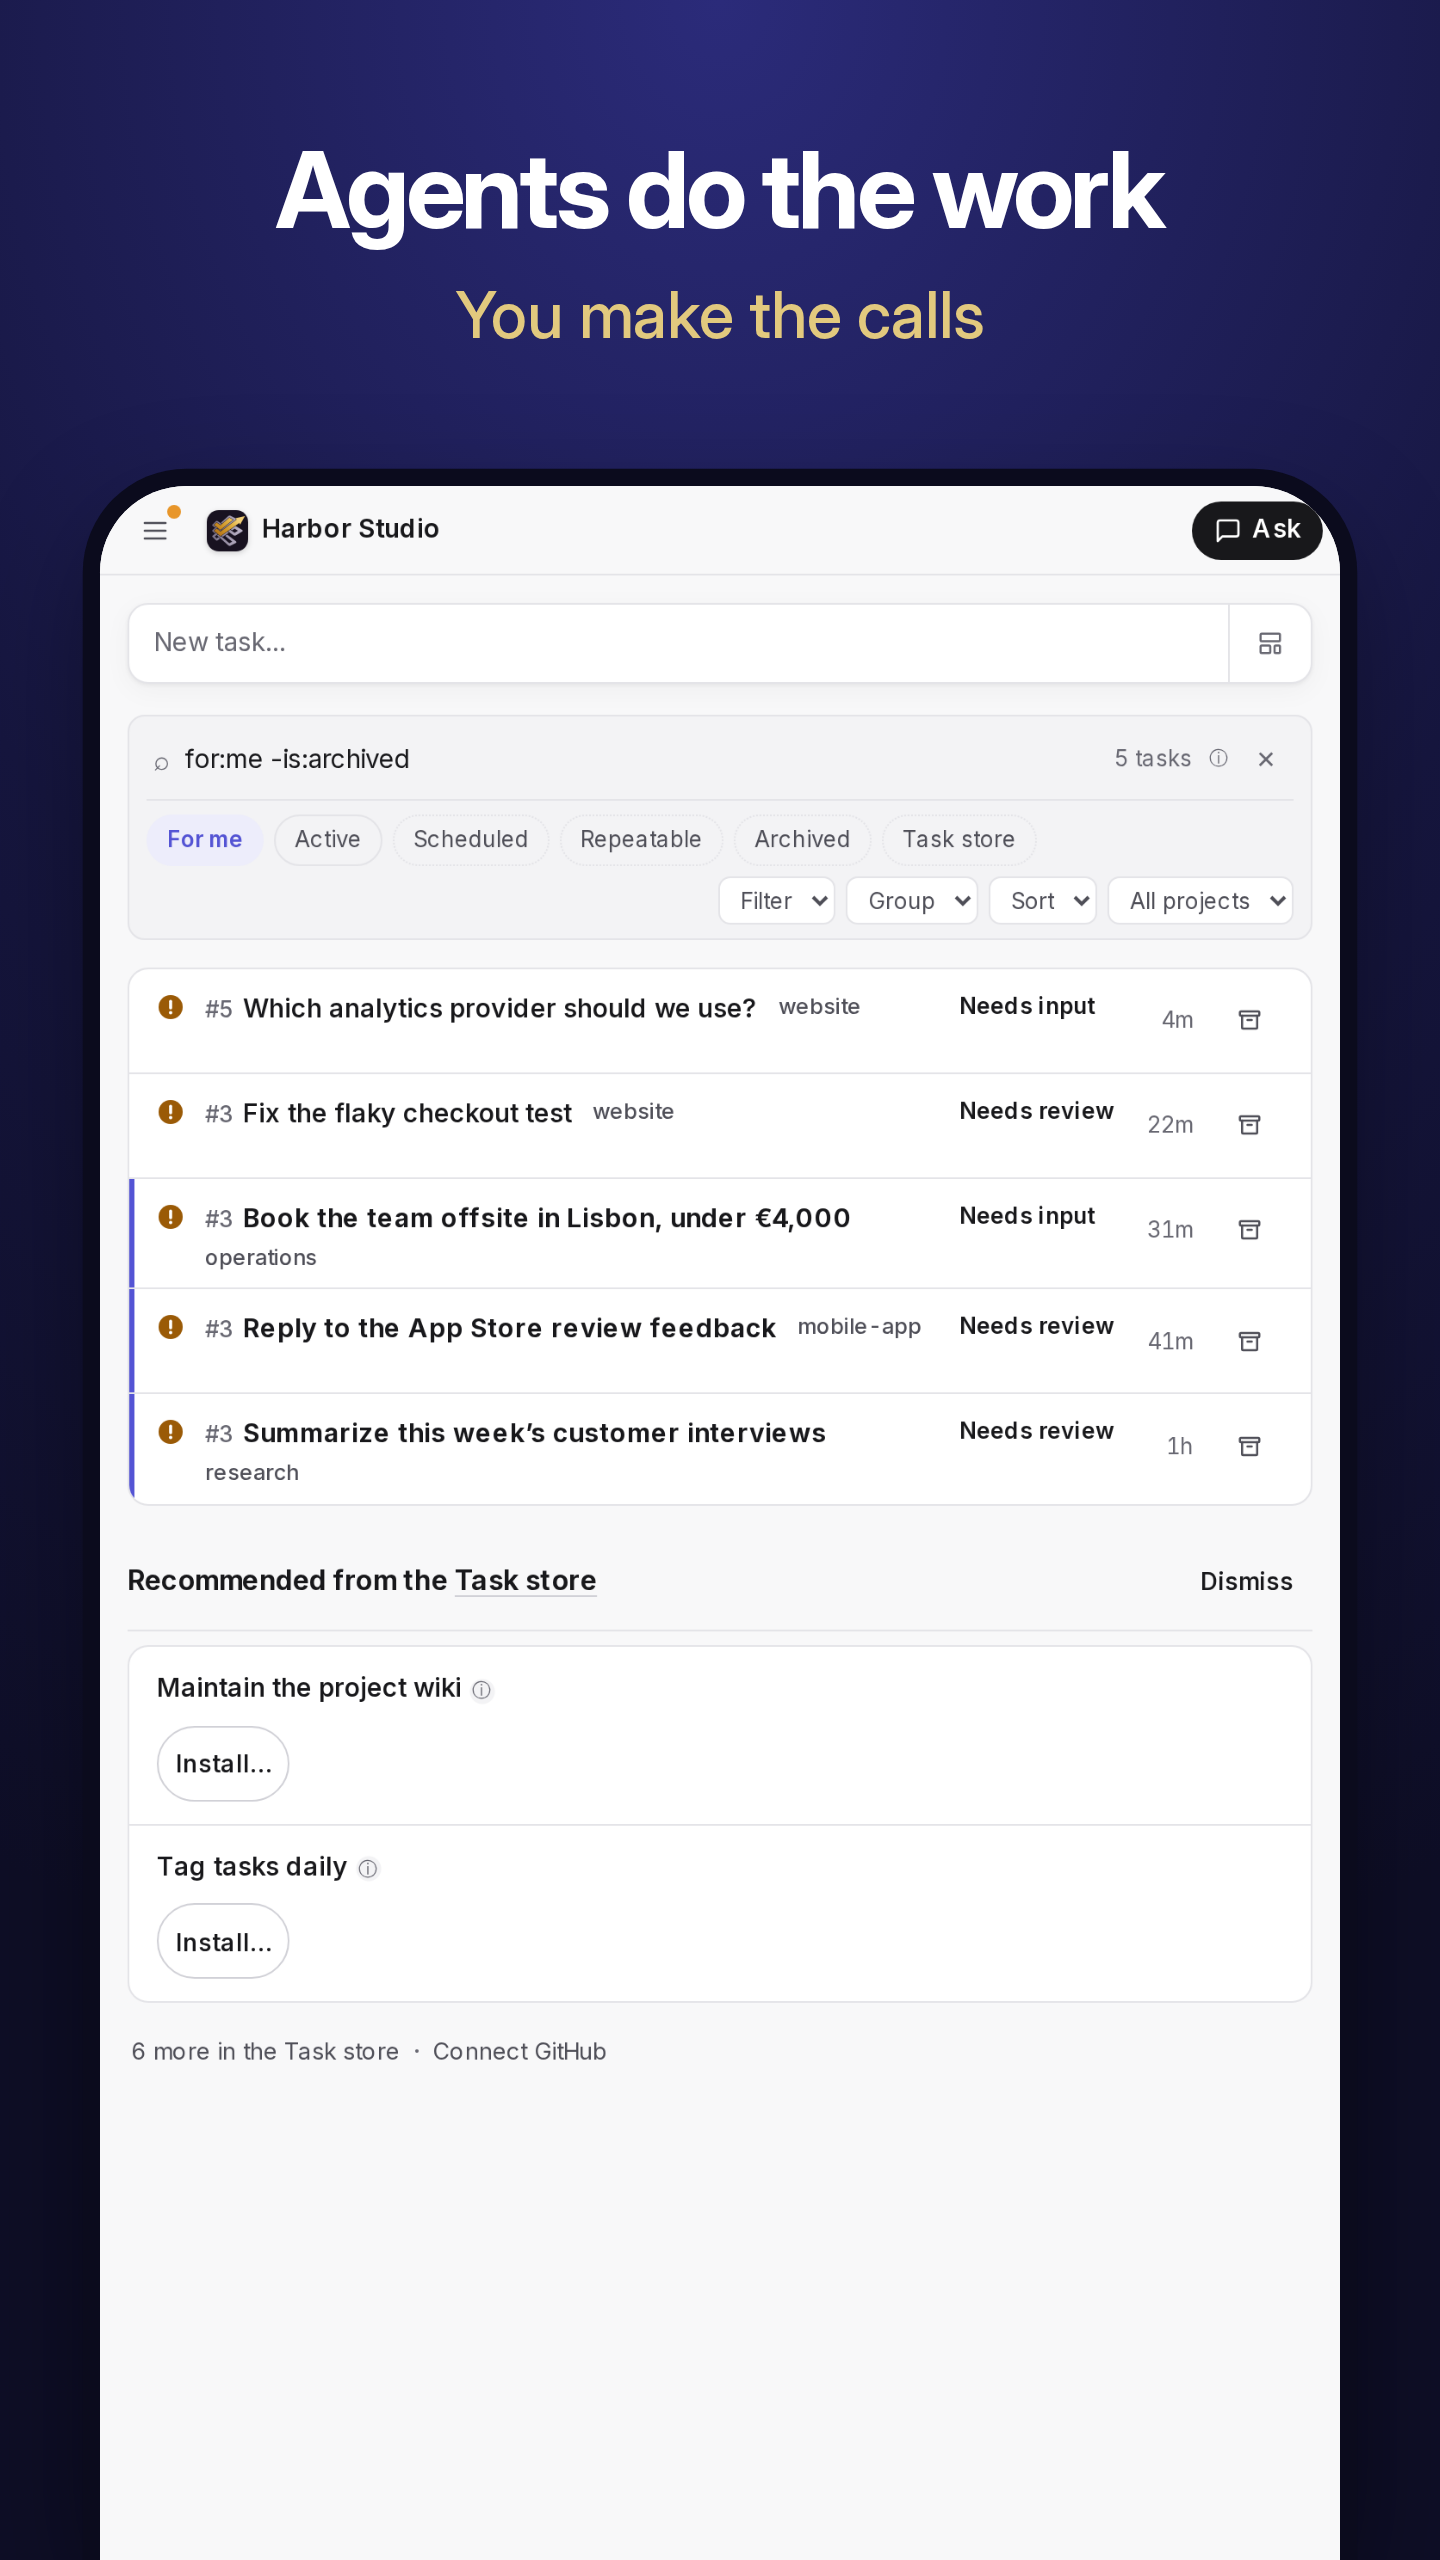 Agents do the work
You make the calls
Harbor Studio
Ask
New task...
for:me -is:archived
5 tasks
For me
Active
Scheduled
Repeatable
Archived
Task store
Filter
Group
Sort
All projects
#5 Which analytics provider should we use? website Needs input 4m
#3 Fix the flaky checkout test website Needs review 22m
#3 Book the team offsite in Lisbon, under €4,000 Needs input 31m
operations
#3 Reply to the App Store review feedback mobile-app Needs review 41m
#3 Summarize this week’s customer interviews Needs review 1h
research
Recommended from the Task store
Dismiss
Maintain the project wiki
Install...
Tag tasks daily
Install...
6 more in the Task store · Connect GitHub